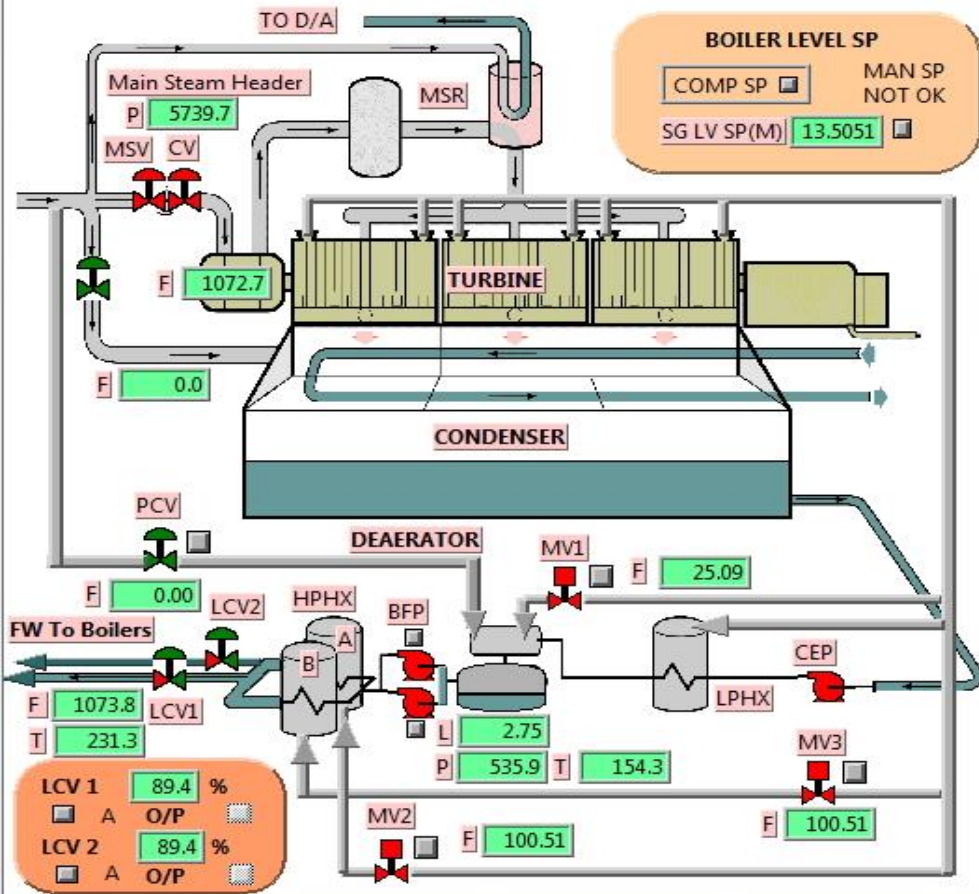 TO D/A
BOILER LEVEL SP
COMP SP
MAN SP
NOT OK
SG LV SP(M) 13.5051
Main Steam Header
P 5739.7
MSR
MSV CV
F 1072.7
TURBINE
F 0.0
CONDENSER
PCV
DEAERATOR
MV1
F 25.09
F 0.00
LCV2
HPHX
BFP
FW To Boilers
A
B
CEP
F 1073.8
LCV1
LPHX
T 231.3
L 2.75
P 535.9 T 154.3
MV3
LCV 1 89.4 %
A O/P
LCV 2 89.4 %
A O/P
MV2
F 100.51
F 100.51